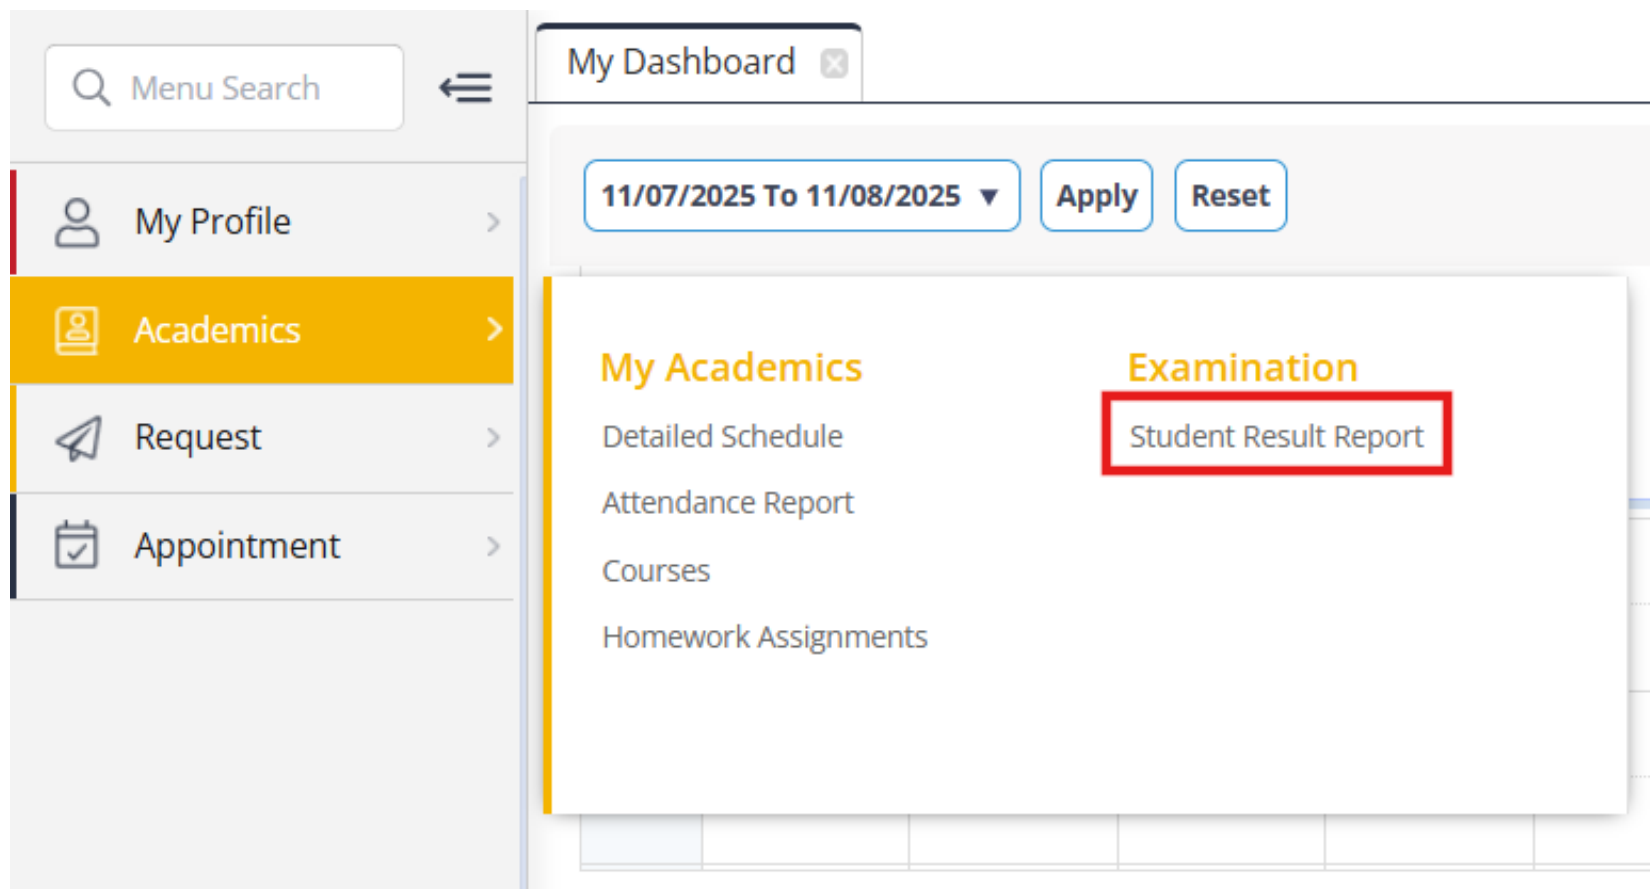 Menu Search
My Dashboard
11/07/2025 To 11/08/2025
Apply
Reset
My Profile
Academics
Request
Appointment
My Academics
Detailed Schedule
Attendance Report
Courses
Homework Assignments
Examination
Student Result Report